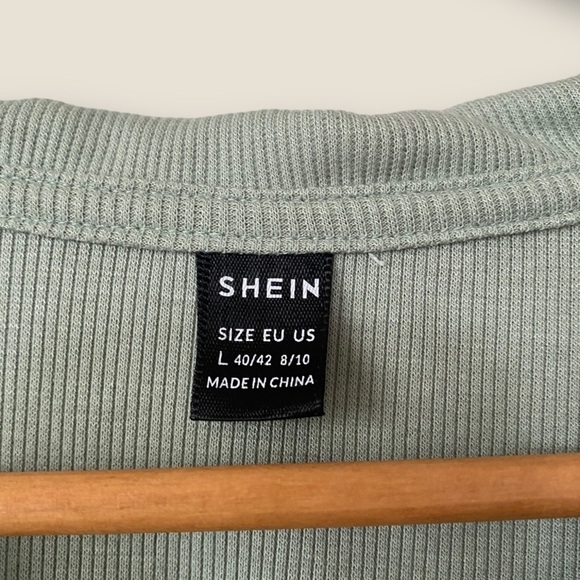 SHEIN
SIZE EU US
L 40/42 8/10
MADE IN CHINA